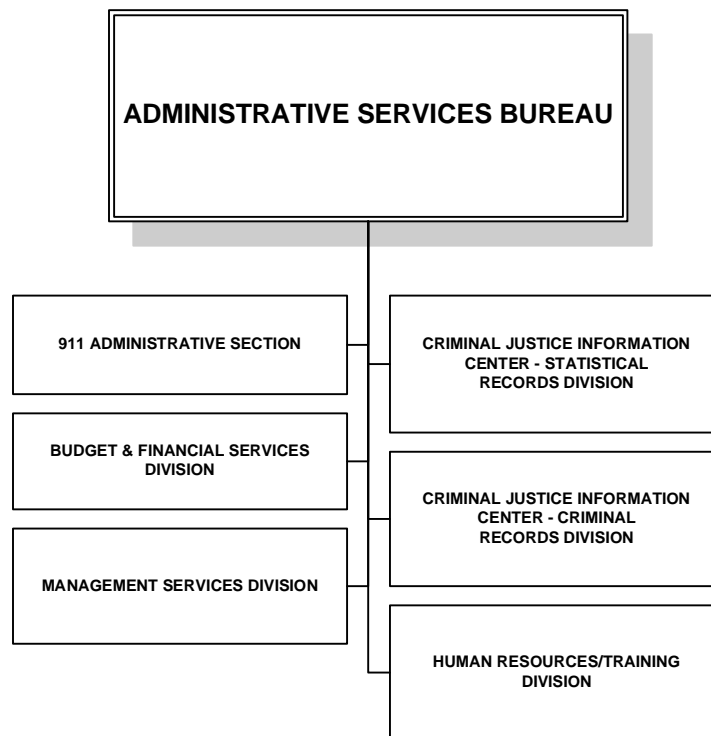 ADMINISTRATIVE SERVICES BUREAU
911 ADMINISTRATIVE SECTION
BUDGET & FINANCIAL SERVICES
DIVISION
MANAGEMENT SERVICES DIVISION
CRIMINAL JUSTICE INFORMATION
CENTER - STATISTICAL
RECORDS DIVISION
CRIMINAL JUSTICE INFORMATION
CENTER - CRIMINAL
RECORDS DIVISION
HUMAN RESOURCES/TRAINING
DIVISION